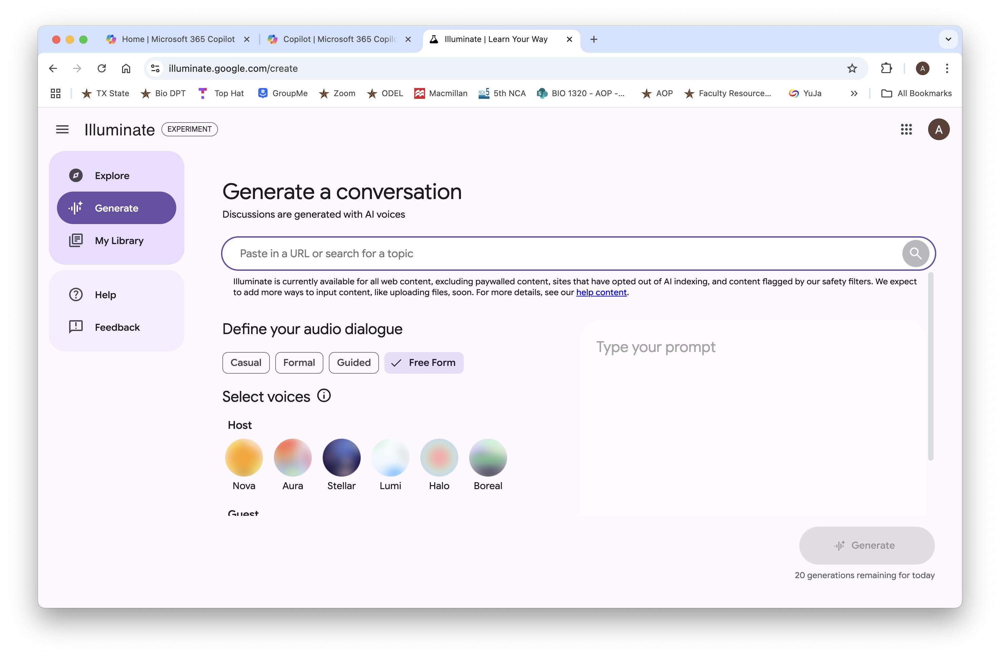 Home | Microsoft 365 Copilot
Copilot | Microsoft 365 Copilo
Illuminate | Learn Your Way
illuminate.google.com/create
A
TX State
Bio DPT
Top Hat
GroupMe
Zoom
ODEL
Macmillan
NCA5 5th NCA
S BIO 1320 - AOP -...
AOP
Faculty Resource...
YuJa
All Bookmarks
Illuminate EXPERIMENT
A
Explore
Generate
My Library
Help
Feedback
Generate a conversation
Discussions are generated with AI voices
Paste in a URL or search for a topic
Illuminate is currently available for all web content, excluding paywalled content, sites that have opted out of AI indexing, and content flagged by our safety filters. We expect
to add more ways to input content, like uploading files, soon. For more details, see our help content.
Define your audio dialogue
Casual Formal Guided Free Form
Select voices
Host
Nova Aura Stellar Lumi Halo Boreal
Guest
Type your prompt
Generate
20 generations remaining for today